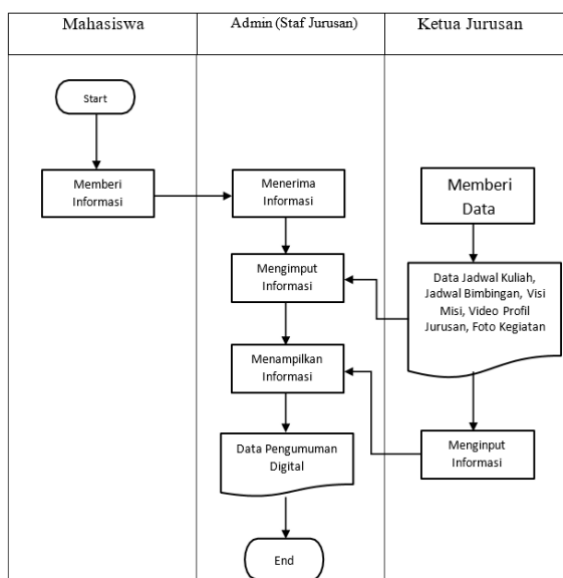 Mahasiswa
Admin (Staf Jurusan)
Ketua Jurusan
Start
Memberi
Informasi
Menerima
Informasi
Memberi
Data
Mengimput
Informasi
Data Jadwal Kuliah,
Jadwal Bimbingan, Visi
Misi, Video Profil
Jurusan, Foto Kegiatan
Menampilkan
Informasi
Data Pengumuman
Digital
Menginput
Informasi
End